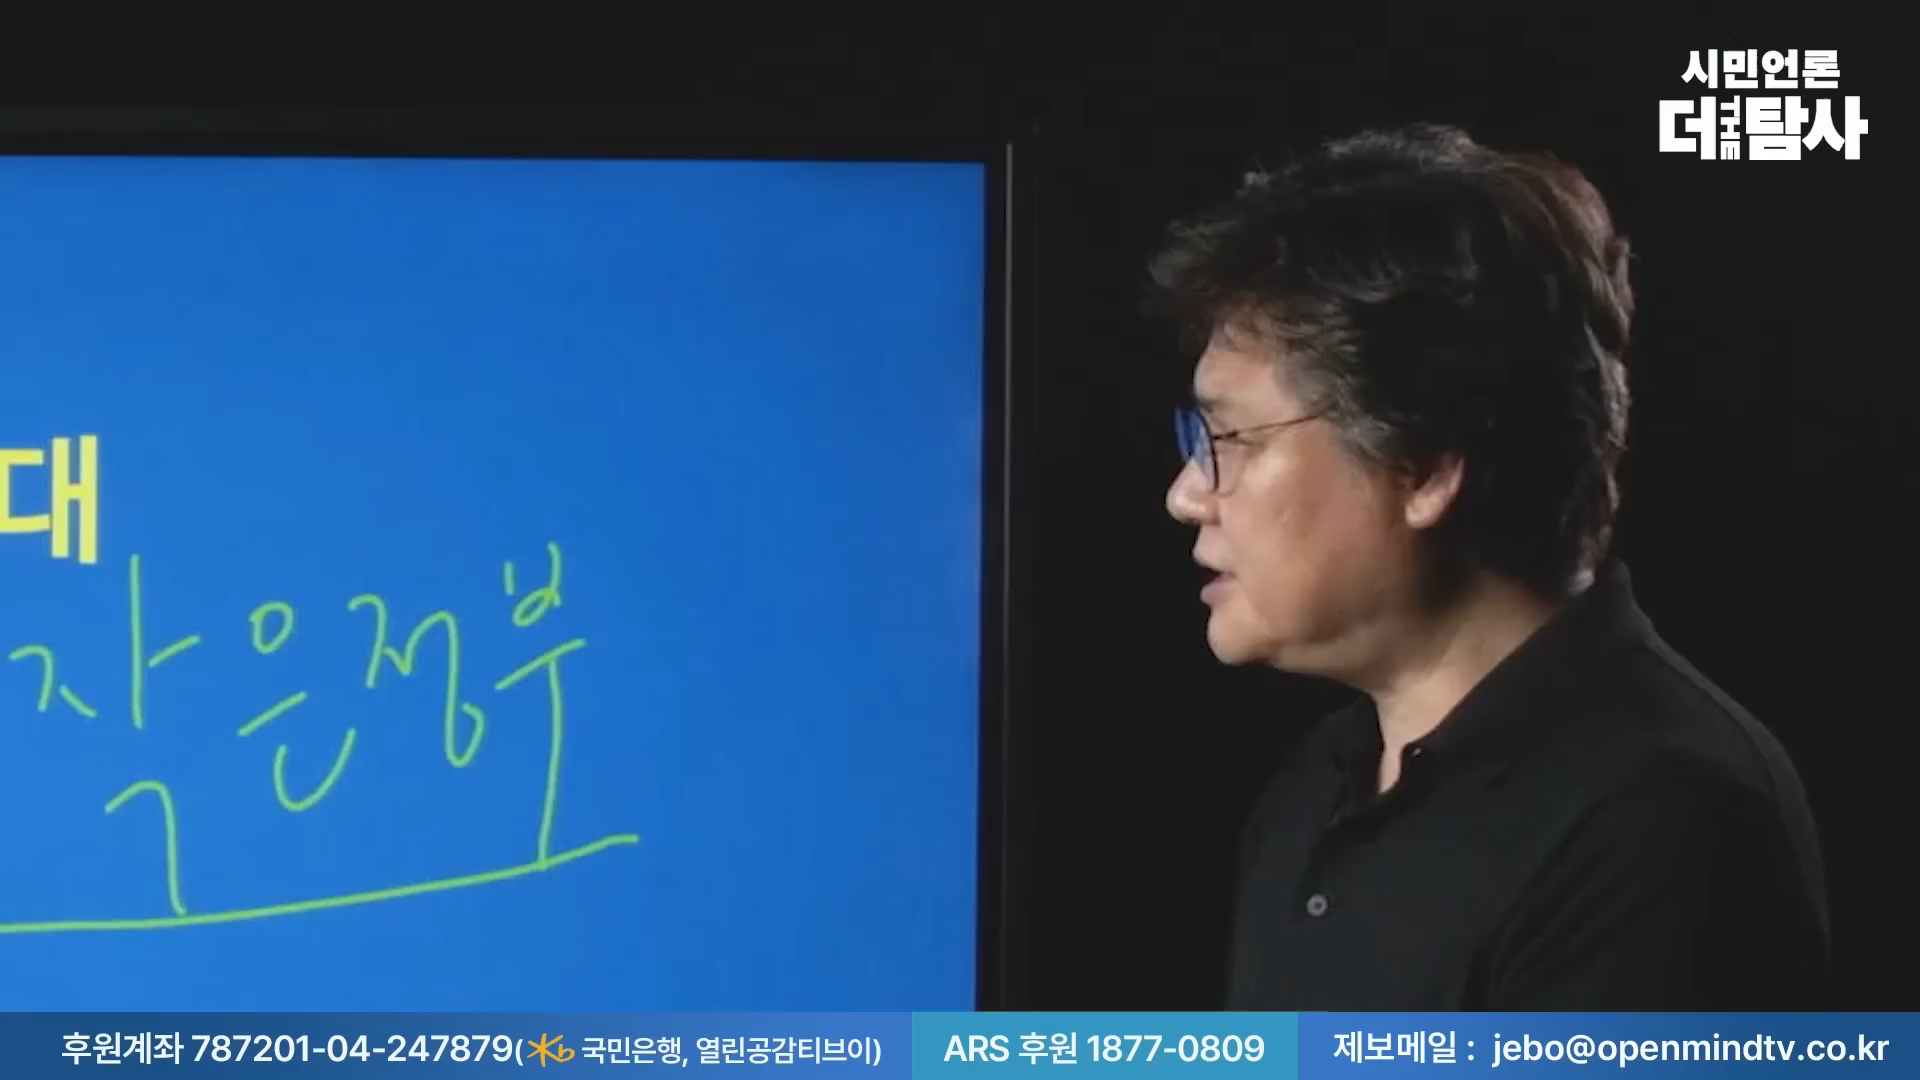 시민언론
더탐사
대
작은정부
후원계좌 787201-04-247879(Kb 국민은행, 열린공감티브이)
ARS 후원 1877-0809
제보메일 : jebo@openmindtv.co.kr